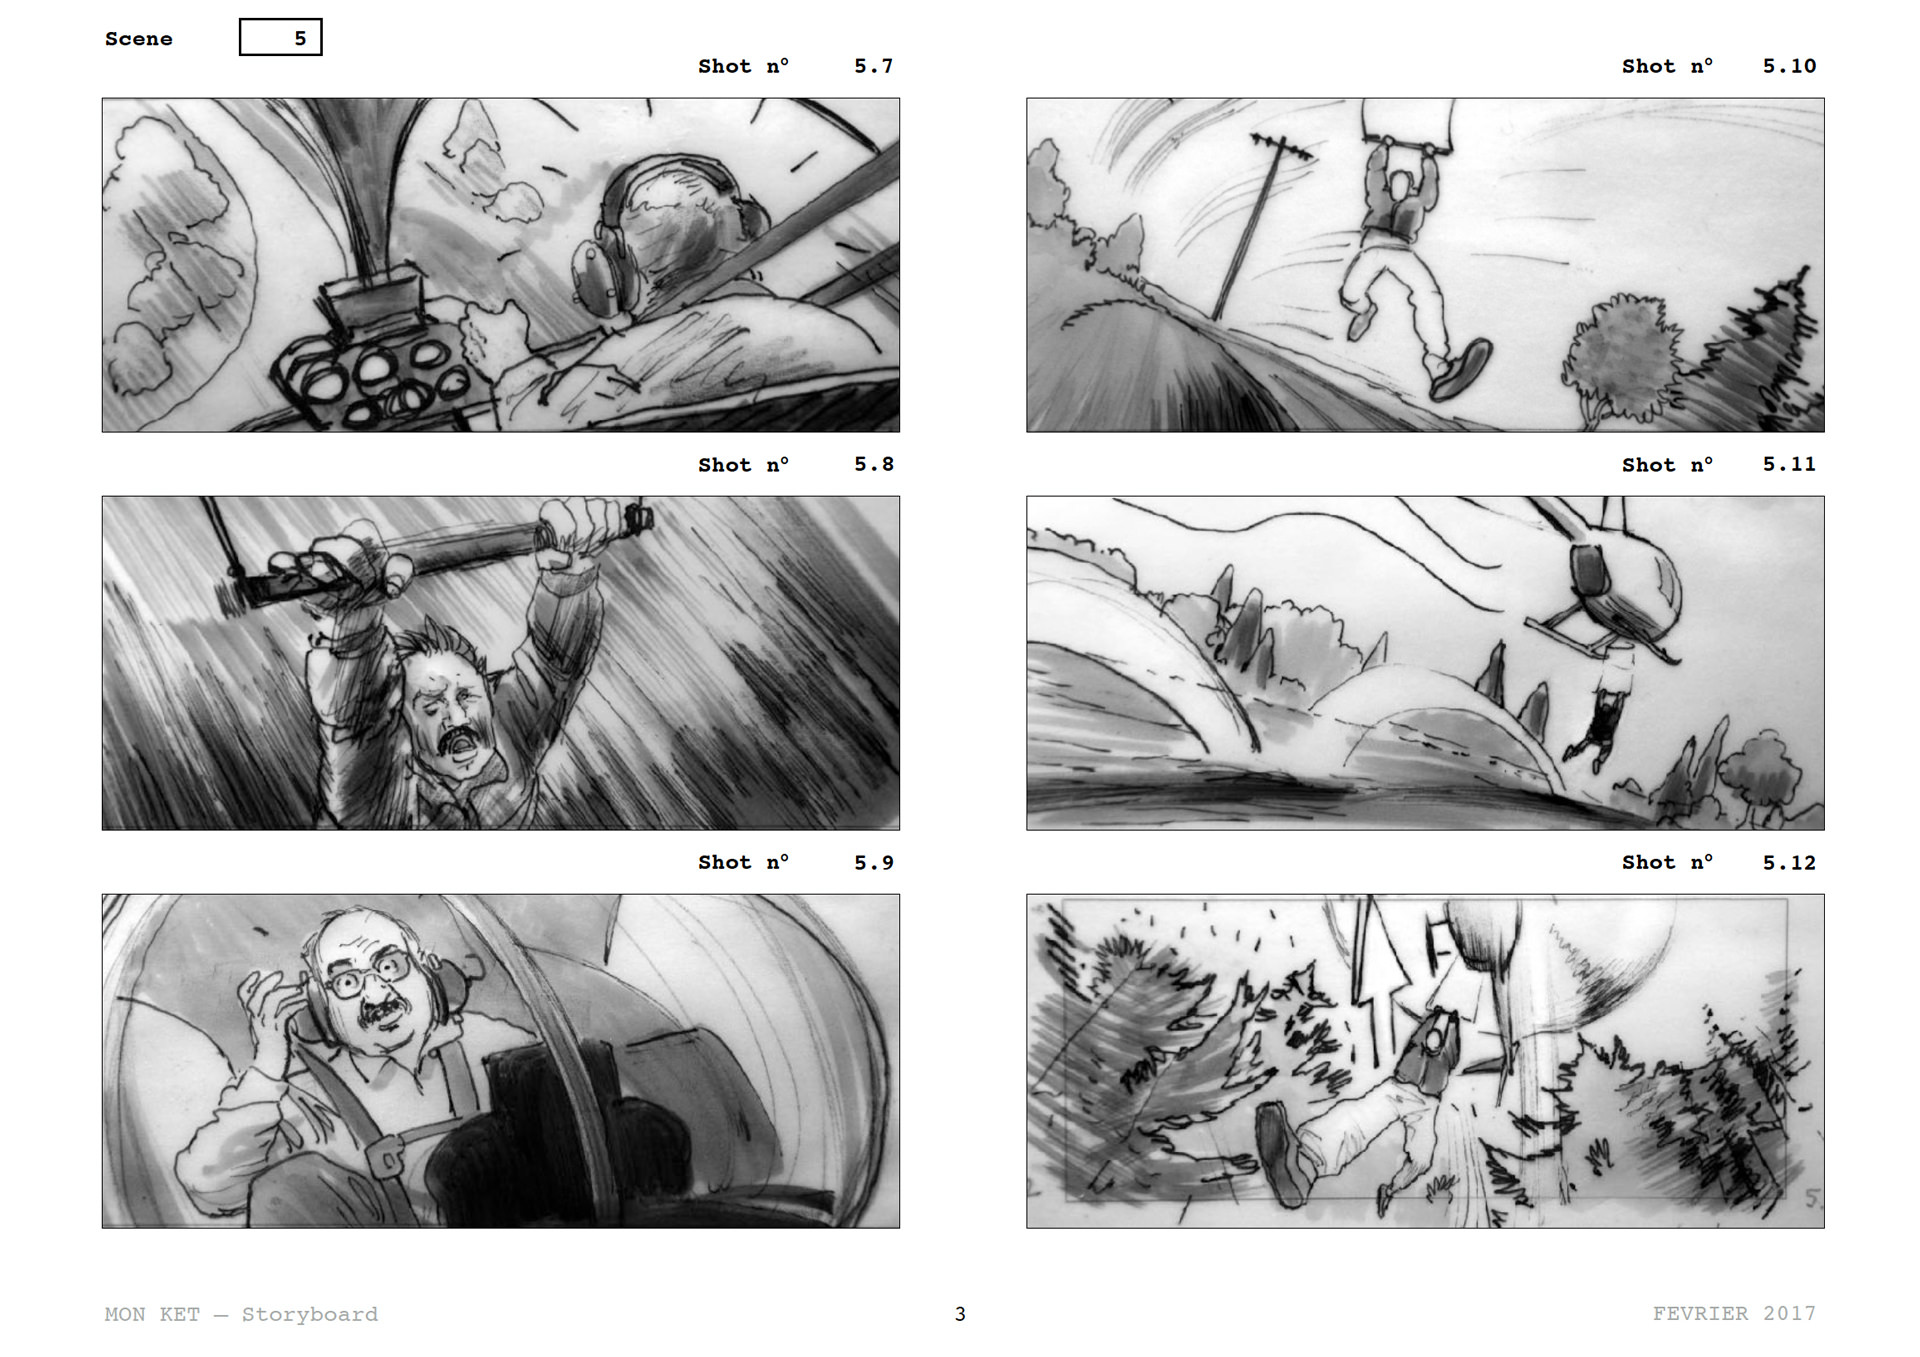 Scene 5
Shot n° 5.7
Shot n° 5.8
Shot n° 5.9
Shot n° 5.10
Shot n° 5.11
Shot n° 5.12
5.
MON KET — Storyboard
3
FEVRIER 2017